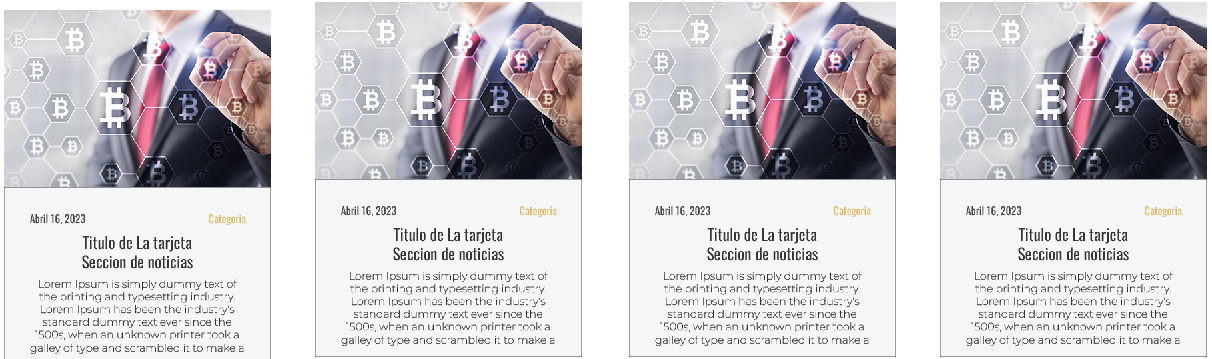 Abril 16, 2023 Categoria
Titulo de La tarjeta
Seccion de noticias
Lorem Ipsum is simply dummy text of
the printing and typesetting industry.
Lorem Ipsum has been the industry's
standard dummy text ever since the
1500s, when an unknown printer took a
galley of type and scrambled it to make a
Abril 16, 2023 Categoria
Titulo de La tarjeta
Seccion de noticias
Lorem Ipsum is simply dummy text of
the printing and typesetting industry.
Lorem Ipsum has been the industry's
standard dummy text ever since the
'500s, when an unknown printer took a
galley of type and scrambled it to make a
Abril 16, 2023 Categoria
Titulo de La tarjeta
Seccion de noticias
Lorem Ipsum is simply dummy text of
the printing and typesetting industry.
Lorem Ipsum has been the industry's
standard dummy text ever since the
'500s, when an unknown printer took a
galley of type and scrambled it to make a
Abril 16, 2023 Categoria
Titulo de La tarjeta
Seccion de noticias
Lorem Ipsum is simply dummy text of
the printing and typesetting industry.
Lorem Ipsum has been the industry's
standard dummy text ever since the
'500s, when an unknown printer took a
galley of type and scrambled it to make a